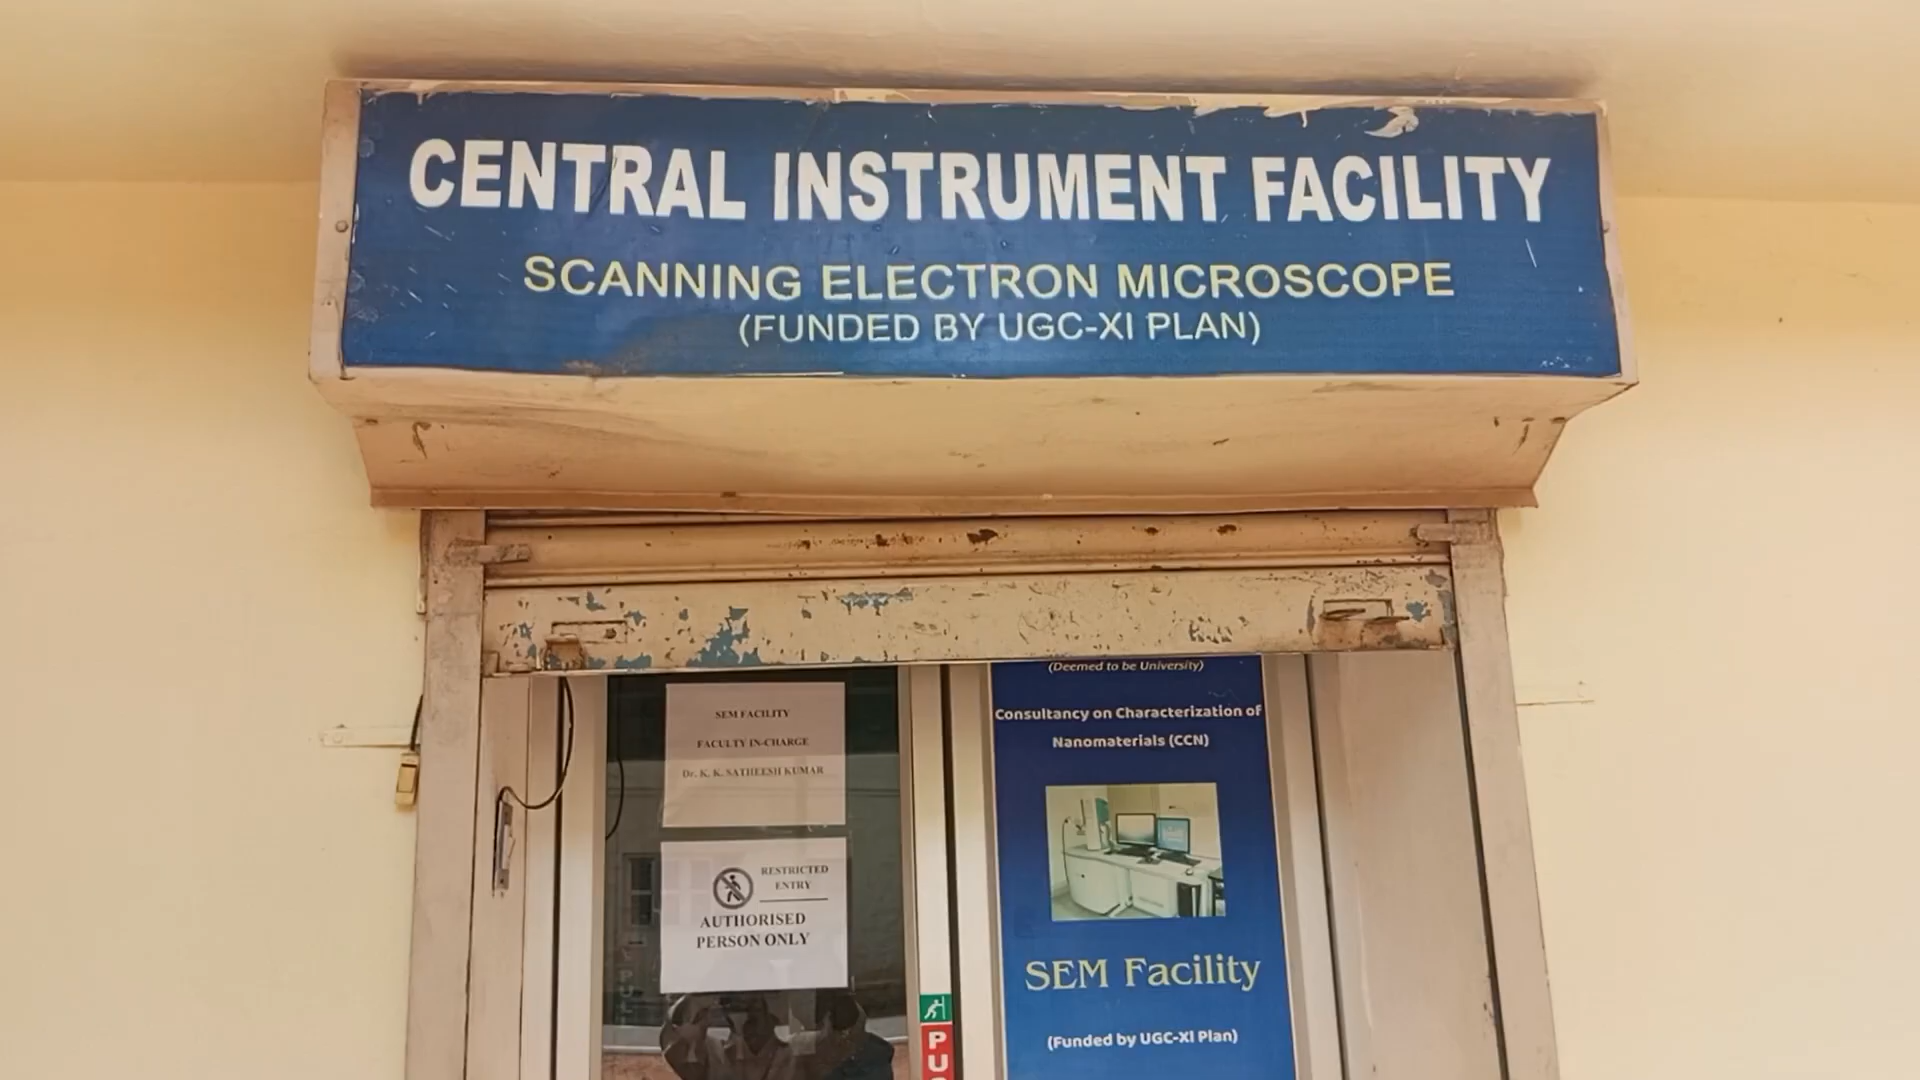 CENTRAL INSTRUMENT FACILITY
SCANNING ELECTRON MICROSCOPE
(FUNDED BY UGC-XI PLAN)
SEM FACILITY
FACULTY IN-CHARGE
Dr. K. K. SATHEESH KUMAR
RESTRICTED
ENTRY
AUTHORISED
PERSON ONLY
(Deemed to be University)
Consultancy on Characterization of
Nanomaterials (CCN)
SEM Facility
(Funded by UGC-XI Plan)